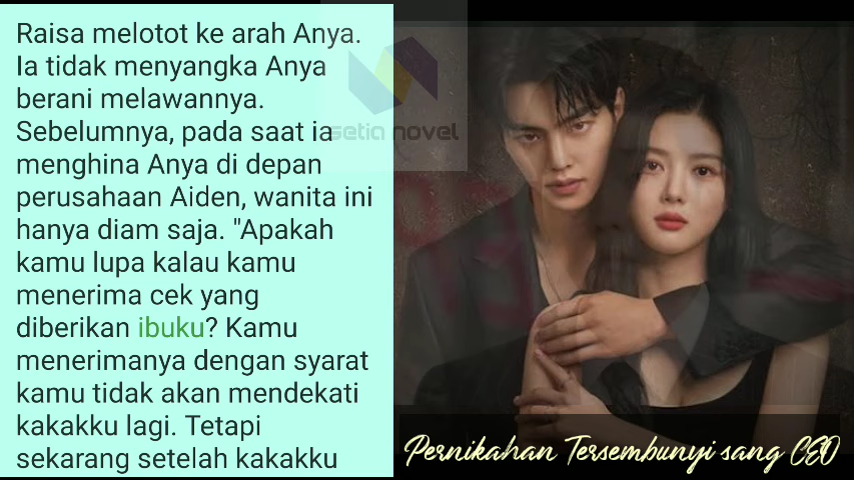 Raisa melotot ke arah Anya.
Ia tidak menyangka Anya
berani melawannya.
Sebelumnya, pada saat ia
menghina Anya di depan
perusahaan Aiden, wanita ini
hanya diam saja. "Apakah
kamu lupa kalau kamu
menerima cek yang
diberikan ibuku? Kamu
menerimanya dengan syarat
kamu tidak akan mendekati
kakakku lagi. Tetapi
sekarang setelah kakakku
setia novel
Pernikahan Tersembunyi sang CEO